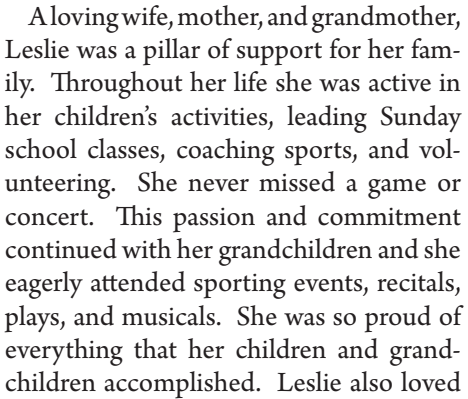 A loving wife, mother, and grandmother,
Leslie was a pillar of support for her fam-
ily. Throughout her life she was active in
her children's activities, leading Sunday
school classes, coaching sports, and vol-
unteering. She never missed a game or
concert. This passion and commitment
continued with her grandchildren and she
eagerly attended sporting events, recitals,
plays, and musicals. She was so proud of
everything that her children and grand-
children accomplished. Leslie also loved